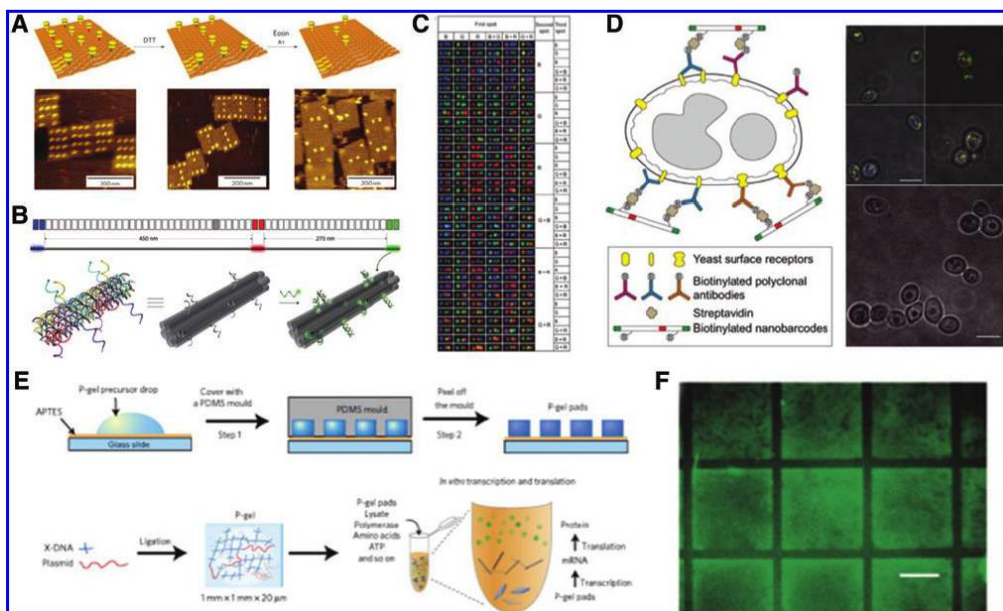 A
DTT
Eosin
hν
200 nm
200 nm
200 nm
B
450 nm
270 nm
C
First spot
Second spot
Third spot
B
G
R
B + G
B + R
G + R
B
G
R
G + B
B + R
G + R
D
Yeast surface receptors
Biotinylated polyclonal
antibodies
Streptavidin
Biotinylated nanobarcodes
E
P-gel precursor drop
APTES
Glass slide
Cover with
a PDMS mould
Step 1
PDMS mould
Peel off
the mould
Step 2
P-gel pads
In vitro transcription and translation
X-DNA
Plasmid
Ligation
P-gel
1 mm × 1 mm × 20 μm
P-gel pads
Lysate
Polymerase
Amino acids
ATP
and so on
Protein
Translation
mRNA
Transcription
P-gel pads
F